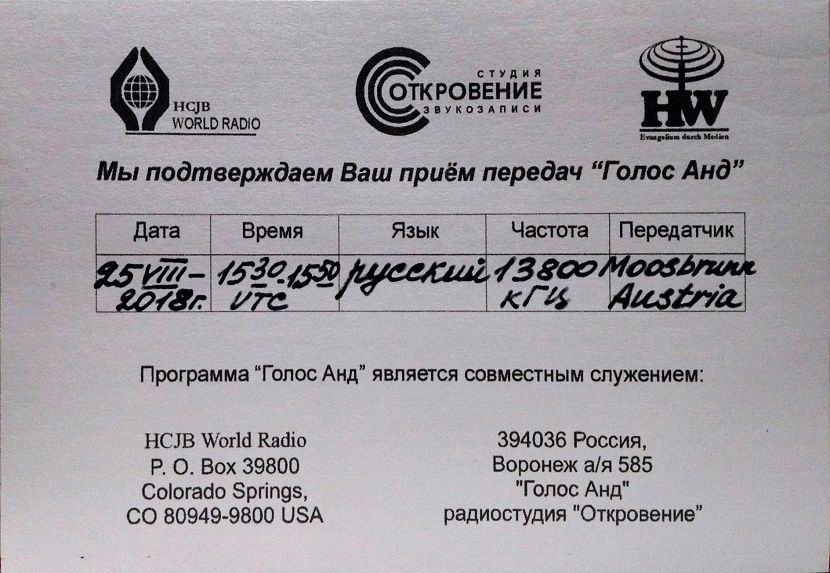 HCJB
WORLD RADIO
СТУДИЯ
ОТКРОВЕНИЕ
ЗВУКОЗАПИСИ
HW
Evangelium durch Medien
Мы подтверждаем Ваш приём передач “Голос Анд”
Дата Время Язык Частота Передатчик
25 VIII– 15³⁰-15⁵⁰ русский 13800 Moosbrunn
2018г. UTC кГц Austria
Программа “Голос Анд” является совместным служением:
HCJB World Radio
P. O. Box 39800
Colorado Springs,
CO 80949-9800 USA
394036 Россия,
Воронеж а/я 585
"Голос Анд"
радиостудия "Откровение”